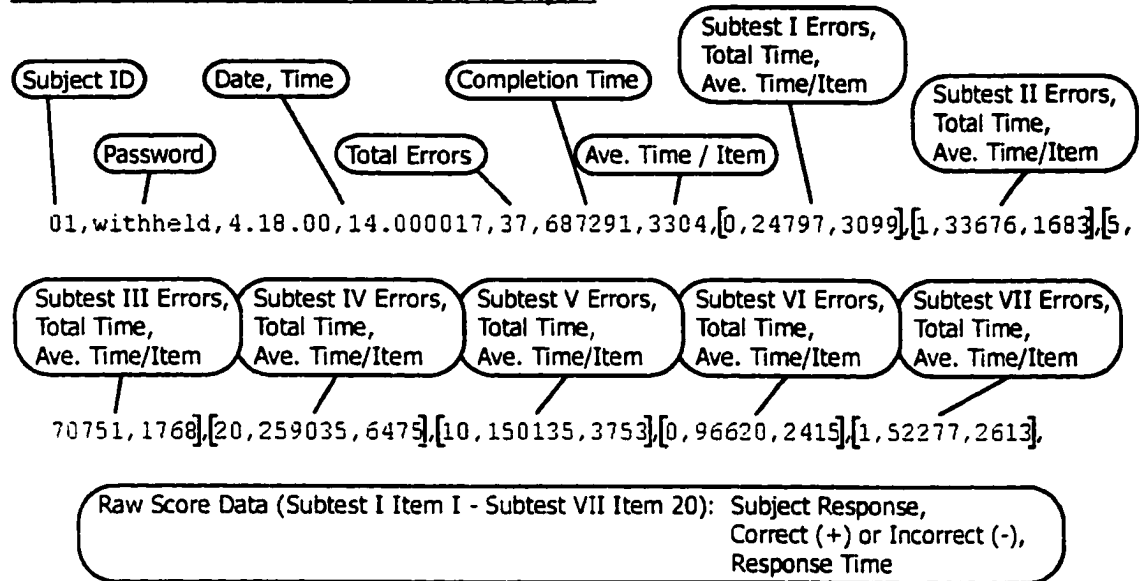 Subtest I Errors,
Total Time,
Ave. Time/Item
Subject ID
Date, Time
Completion Time
Subtest II Errors,
Total Time,
Ave. Time/Item
Password
Total Errors
Ave. Time / Item
01,withheld,4.18.00,14.000017,37,687291,3304,[0,24797,3099],[1,33676,1683],[5,
Subtest III Errors,
Total Time,
Ave. Time/Item
Subtest IV Errors,
Total Time,
Ave. Time/Item
Subtest V Errors,
Total Time,
Ave. Time/Item
Subtest VI Errors,
Total Time,
Ave. Time/Item
Subtest VII Errors,
Total Time,
Ave. Time/Item
70751,1768],[20,259035,6475],[10,150135,3753],[0,96620,2415],[1,52277,2613],
Raw Score Data (Subtest I Item I - Subtest VII Item 20): Subject Response,
Correct (+) or Incorrect (-),
Response Time